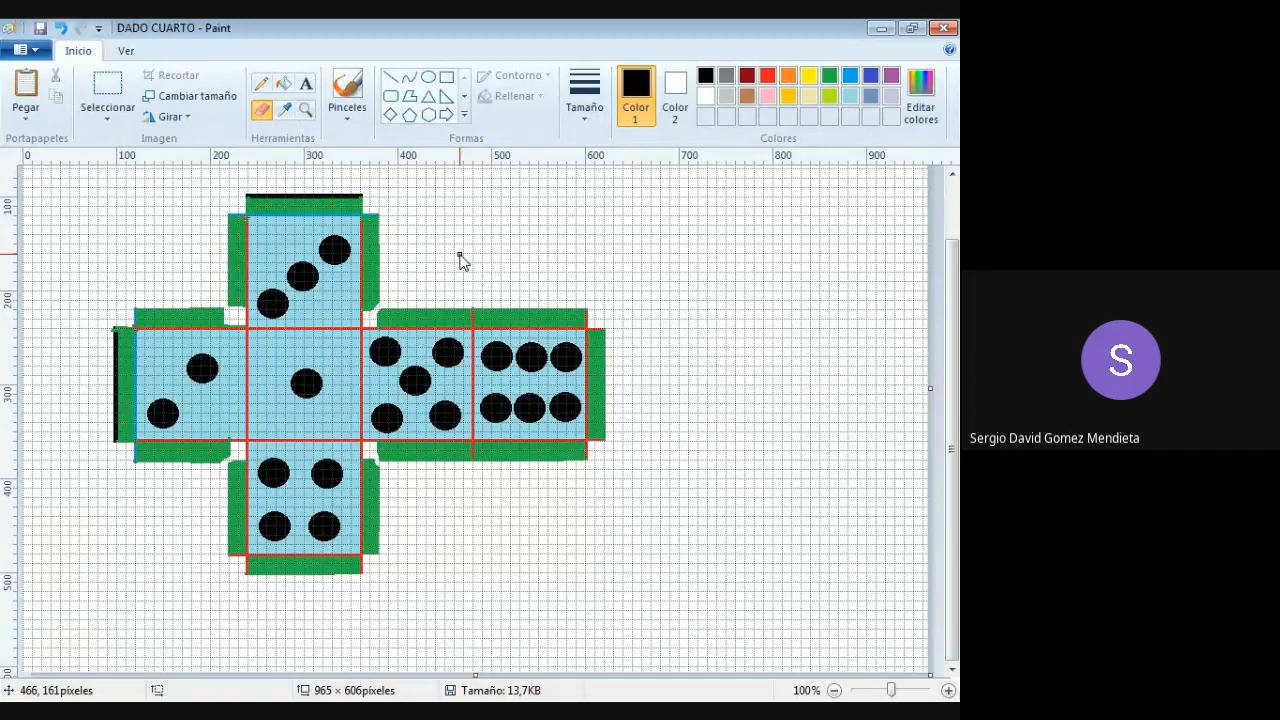 DADO CUARTO - Paint
Inicio Ver
Pegar
Portapapeles
Seleccionar
Recortar
Cambiar tamaño
Girar
Imagen
A
Herramientas
Pinceles
Contorno
Rellenar
Formas
Tamaño
Color
1
Color
2
Editar
colores
Colores
0 100 200 300 400 500 600 700 800 900
100
200
300
400
500
S
Sergio David Gomez Mendieta
466, 161píxeles
965 × 606píxeles
Tamaño: 13,7KB
100%